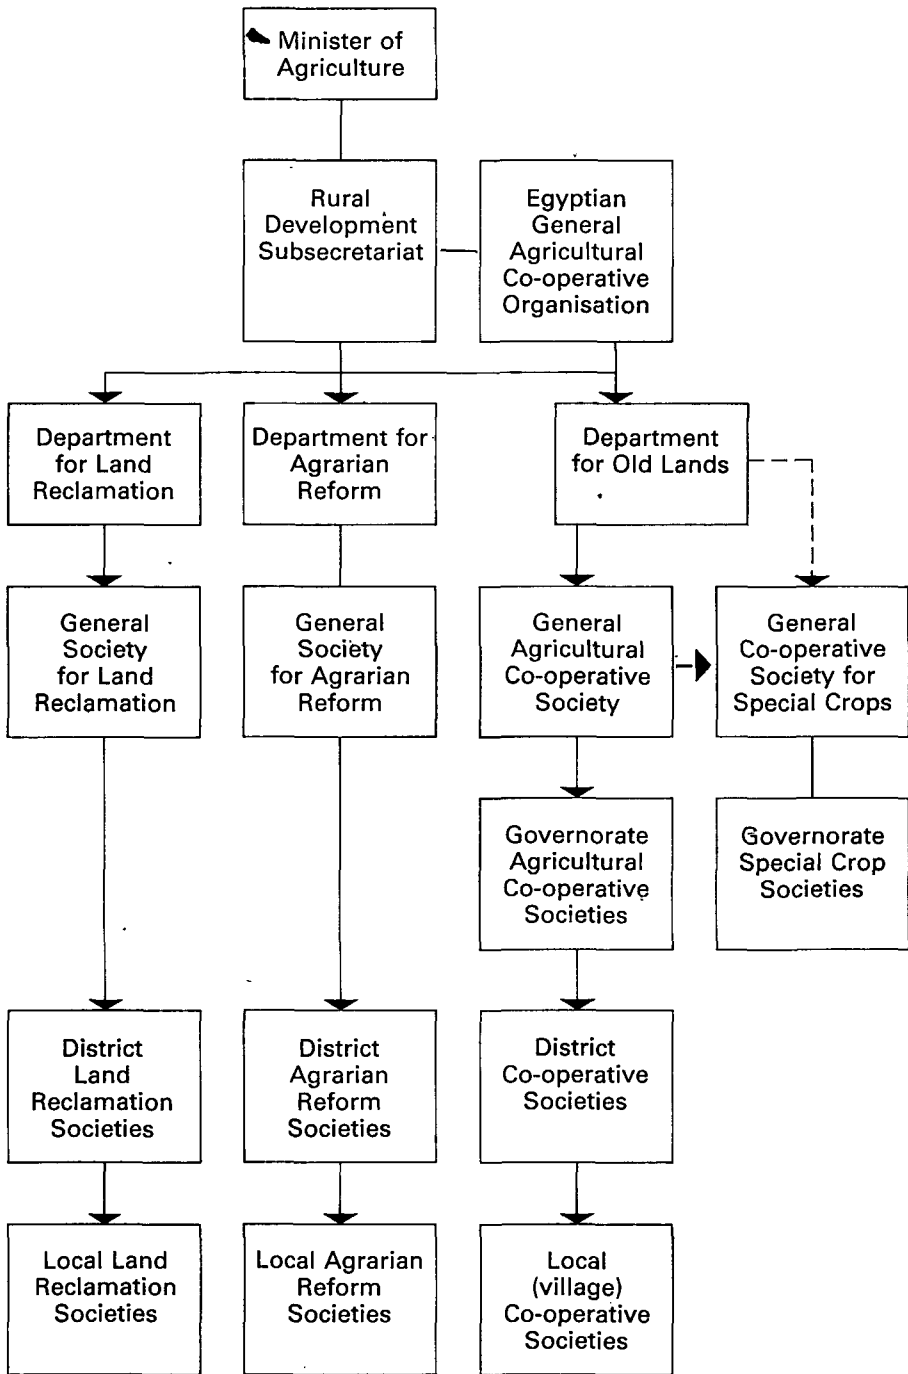 Minister of
Agriculture
Rural
Development
Subsecretariat
Egyptian
General
Agricultural
Co-operative
Organisation
Department
for Land
Reclamation
Department for
Agrarian
Reform
Department
for Old Lands
General
Society
for Land
Reclamation
General
Society
for Agrarian
Reform
General
Agricultural
Co-operative
Society
General
Co-operative
Society for
Special Crops
Governorate
Agricultural
Co-operative
Societies
Governorate
Special Crop
Societies
District
Land
Reclamation
Societies
District
Agrarian
Reform
Societies
District
Co-operative
Societies
Local Land
Reclamation
Societies
Local Agrarian
Reform
Societies
Local
(village)
Co-operative
Societies